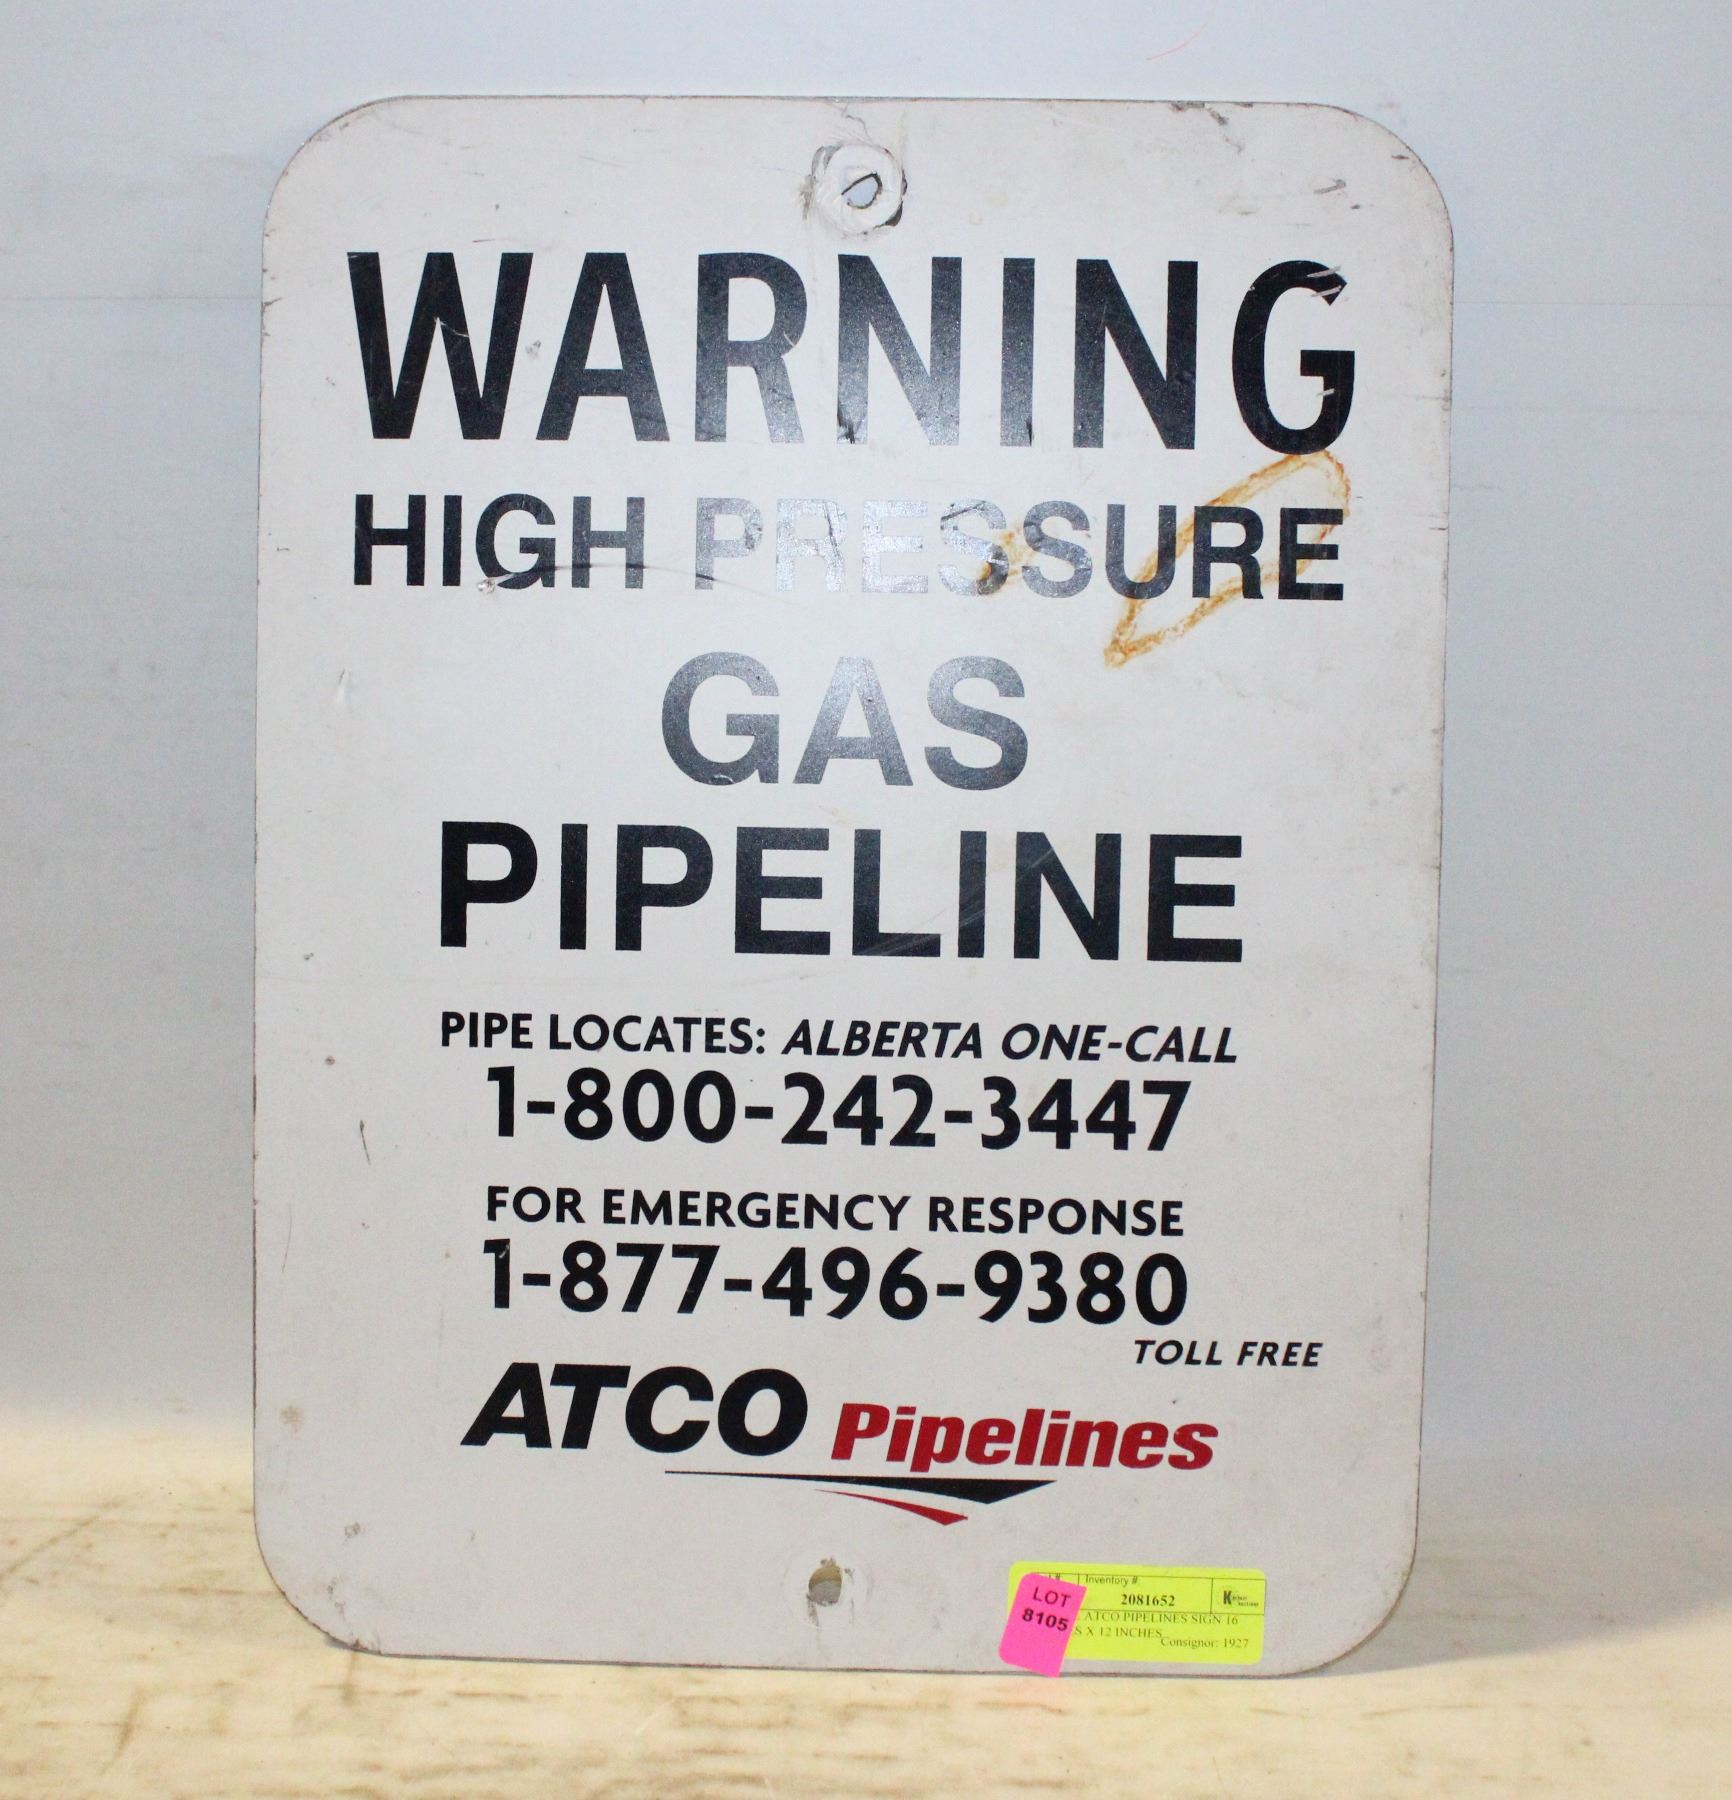 WARNING
HIGH PRESSURE
GAS
PIPELINE
PIPE LOCATES: ALBERTA ONE-CALL
1-800-242-3447
FOR EMERGENCY RESPONSE
1-877-496-9380
TOLL FREE
ATCO Pipelines
LOT
8105
Inventory #:
2081652
ATCO PIPELINES SIGN 16
X 12 INCHES
Consignor: 1927